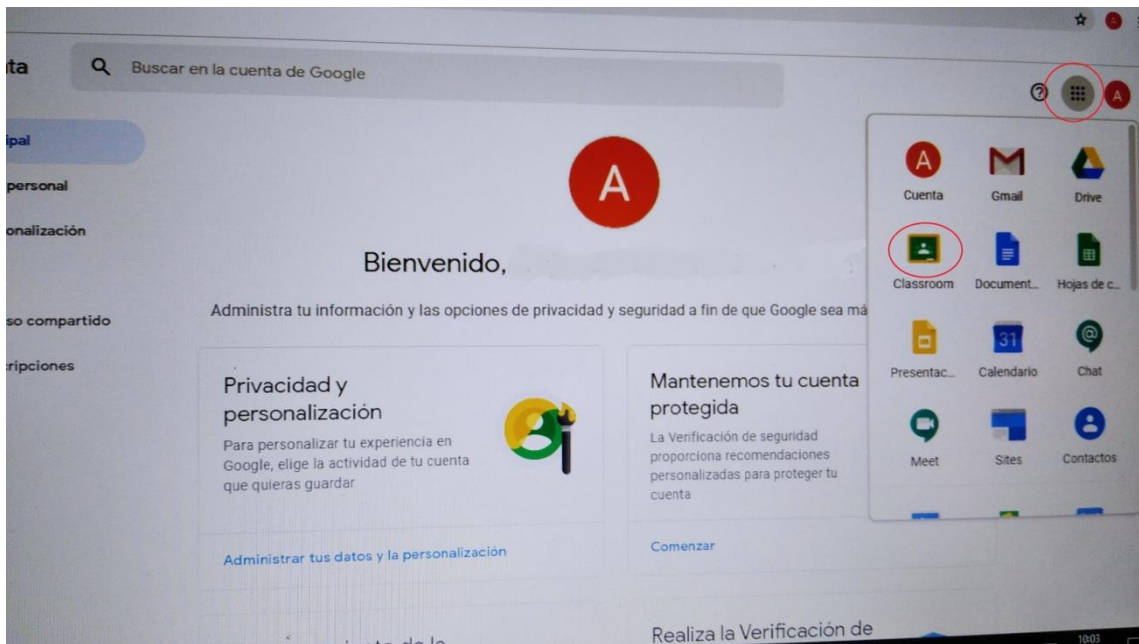 ta
Buscar en la cuenta de Google
A
ipal
personal
onalización
so compartido
ripciones
A
Bienvenido,
Administra tu información y las opciones de privacidad y seguridad a fin de que Google sea má
Privacidad y
personalización
Para personalizar tu experiencia en
Google, elige la actividad de tu cuenta
que quieras guardar
Administrar tus datos y la personalización
Mantenemos tu cuenta
protegida
La Verificación de seguridad
proporciona recomendaciones
personalizadas para proteger tu
cuenta
Comenzar
Realiza la Verificación de
A
Cuenta
Gmail
Drive
Classroom
Document...
Hojas de c...
Presentac...
31
Calendario
Chat
Meet
Sites
Contactos
10:03